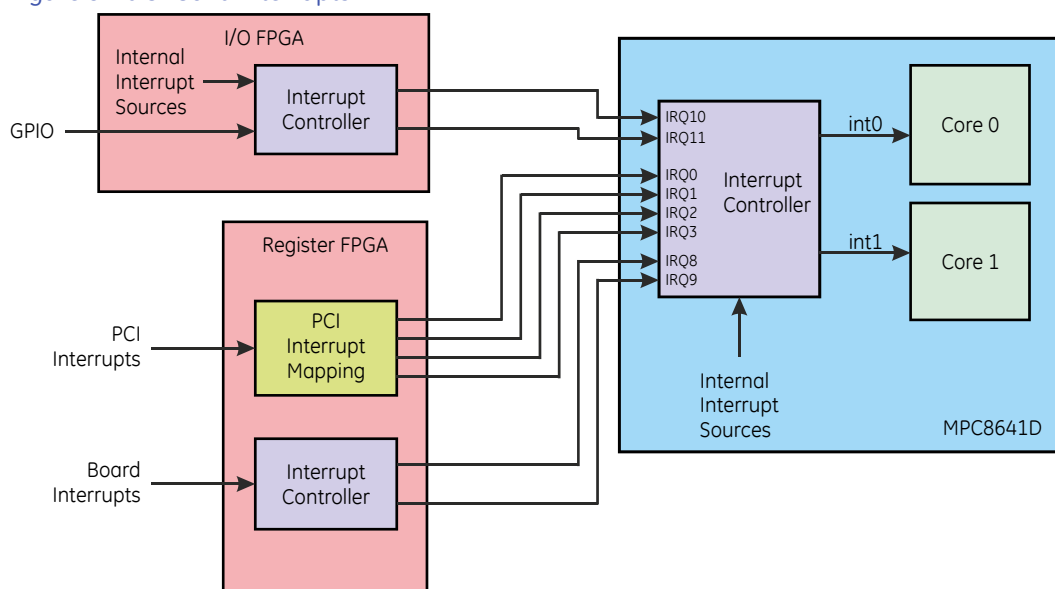 I/O FPGA
Internal
Interrupt
Sources
GPIO
Interrupt
Controller
Register FPGA
PCI
Interrupts
PCI
Interrupt
Mapping
Board
Interrupts
Interrupt
Controller
IRQ10
IRQ11
IRQ0
IRQ1
IRQ2
IRQ3
IRQ8
IRQ9
Interrupt
Controller
int0
Core 0
int1
Core 1
Internal
Interrupt
Sources
MPC8641D